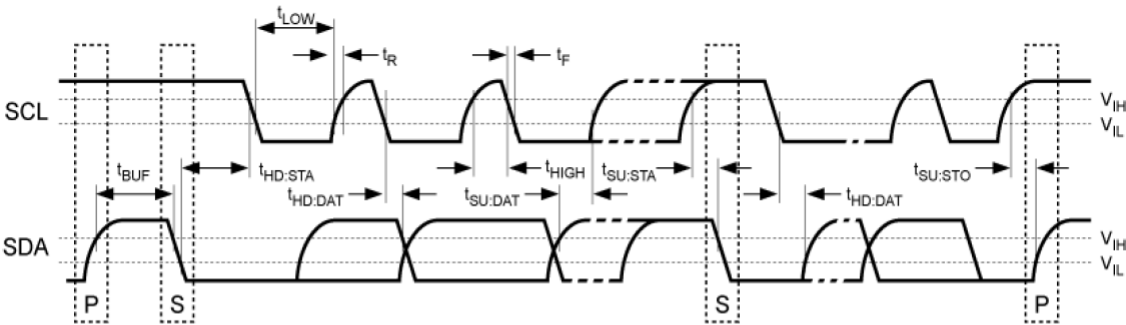 tLOW
tR
tF
SCL
VIH
VIL
tBUF
tHD:STA
tHIGH
tSU:STA
tSU:STO
tHD:DAT
tSU:DAT
tHD:DAT
SDA
VIH
VIL
P
S
S
P